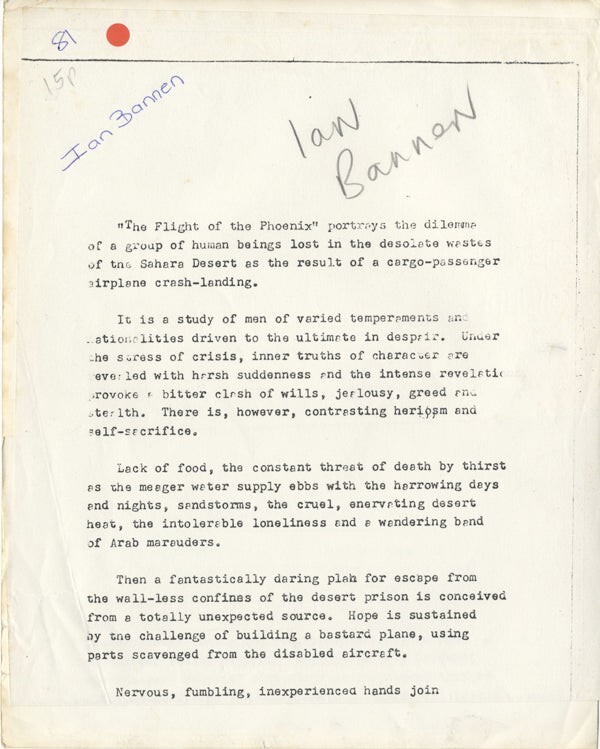 81
15p
Ian Bannen
Ian
Bannen
"The Flight of the Phoenix" portrays the dilemma
of a group of human beings lost in the desolate wastes
of the Sahara Desert as the result of a cargo-passenger
airplane crash-landing.
It is a study of men of varied temperaments and
nationalities driven to the ultimate in despair. Under
the stress of crisis, inner truths of character are
revealed with harsh suddenness and the intense revelatic
provoke a bitter clash of wills, jealousy, greed and
stealth. There is, however, contrasting heriosm and
self-sacrifice.
Lack of food, the constant threat of death by thirst
as the meager water supply ebbs with the harrowing days
and nights, sandstorms, the cruel, enervating desert
heat, the intolerable loneliness and a wandering band
of Arab marauders.
Then a fantastically daring plan for escape from
the wall-less confines of the desert prison is conceived
from a totally unexpected source. Hope is sustained
by the challenge of building a bastard plane, using
parts scavenged from the disabled aircraft.
Nervous, fumbling, inexperienced hands join